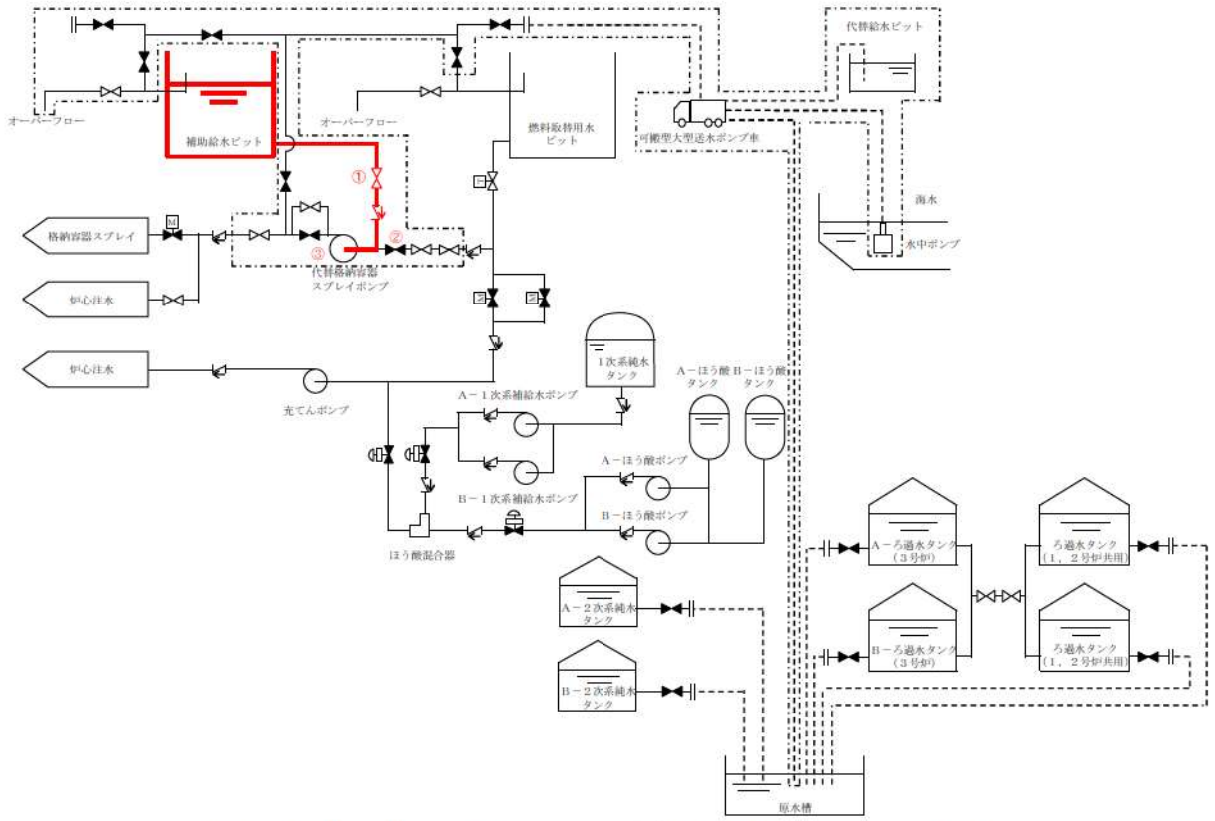 代替給水ピット
オーバーフロー
補助給水ピット
オーバーフロー
燃料取替用水
ピット
可搬型大型送水ポンプ車
①
T
海水
M
格納容器スプレイ
②
③
水中ポンプ
代替格納容器
スプレイポンプ
炉心注水
M
M
1次系純水
タンク
炉心注水
A-ほう酸
タンク
B-ほう酸
タンク
A-1次系補給水ポンプ
充てんポンプ
A-ほう酸ポンプ
B-1次系補給水ポンプ
B-ほう酸ポンプ
ほう酸混合器
A-ろ過水タンク
(3号炉)
ろ過水タンク
(1,2号炉共用)
A-2次系純水
タンク
B-ろ過水タンク
(3号炉)
ろ過水タンク
(1,2号炉共用)
B-2次系純水
タンク
原水槽